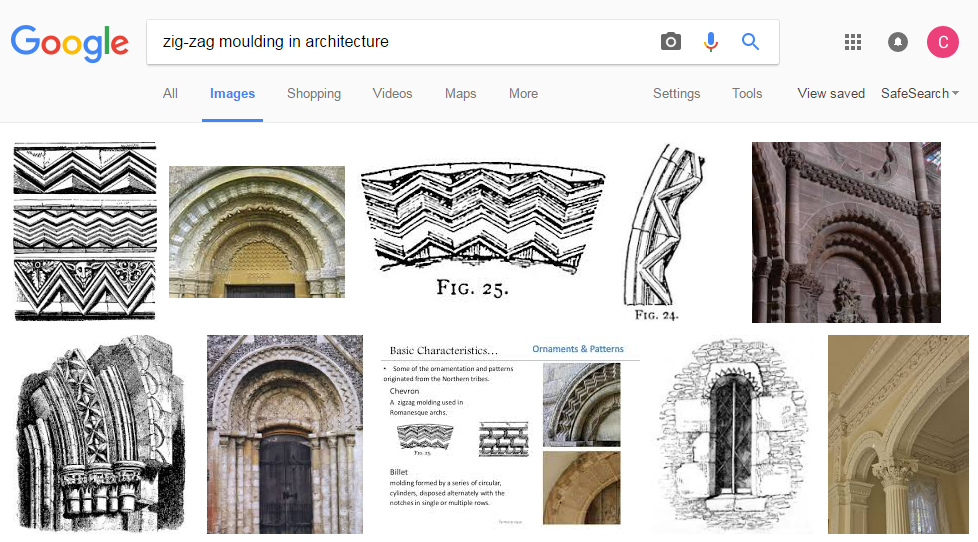 Google
zig-zag moulding in architecture
C
All Images Shopping Videos Maps More Settings Tools View saved SafeSearch
FIG. 25.
FIG. 24.
Basic Characteristics...
Ornaments & Patterns
• Some of the ornamentation and patterns
originated from the Northern tribes.
Chevron
A zigzag molding used in
Romanesque archs.
FIG. 25.
Billet
molding formed by a series of circular,
cylinders, disposed alternately with the
notches in single or multiple rows.